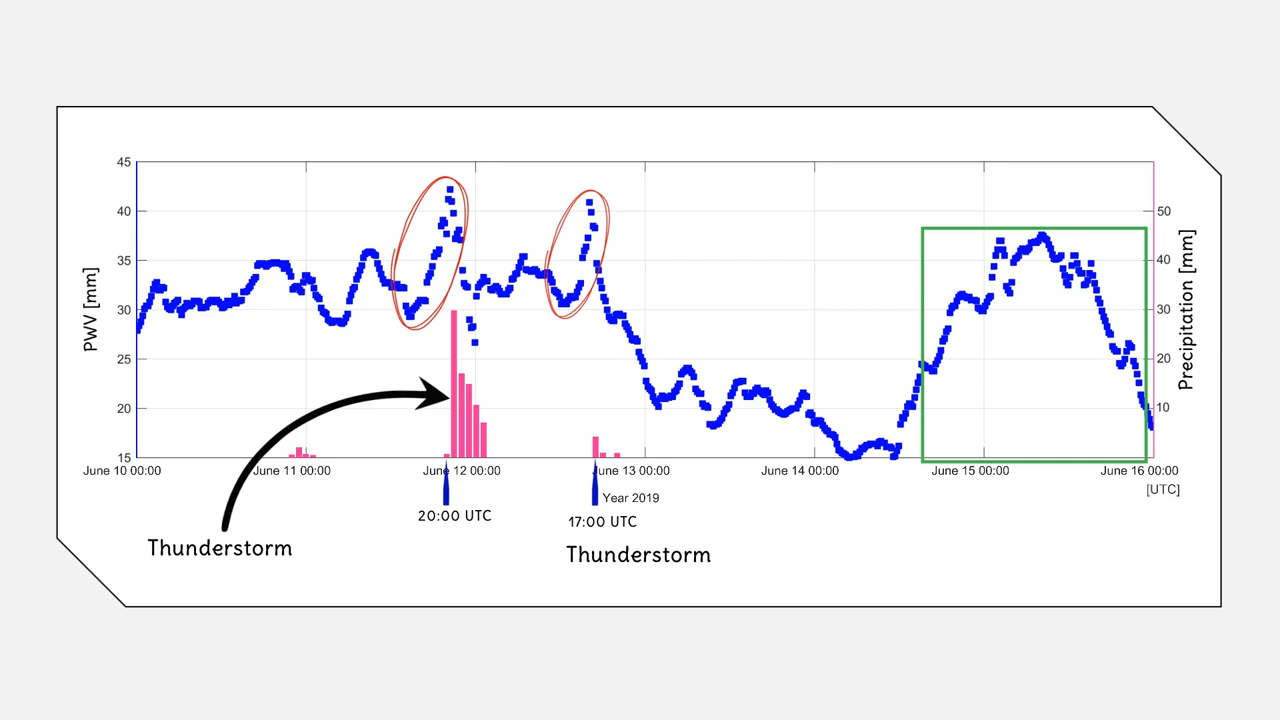 45
40
35
30
25
20
15
PWV [mm]
50
40
30
20
10
Precipitation [mm]
June 10 00:00
June 11 00:00
June 12 00:00
June 13 00:00
June 14 00:00
June 15 00:00
June 16 00:00
[UTC]
Year 2019
20:00 UTC
17:00 UTC
Thunderstorm
Thunderstorm